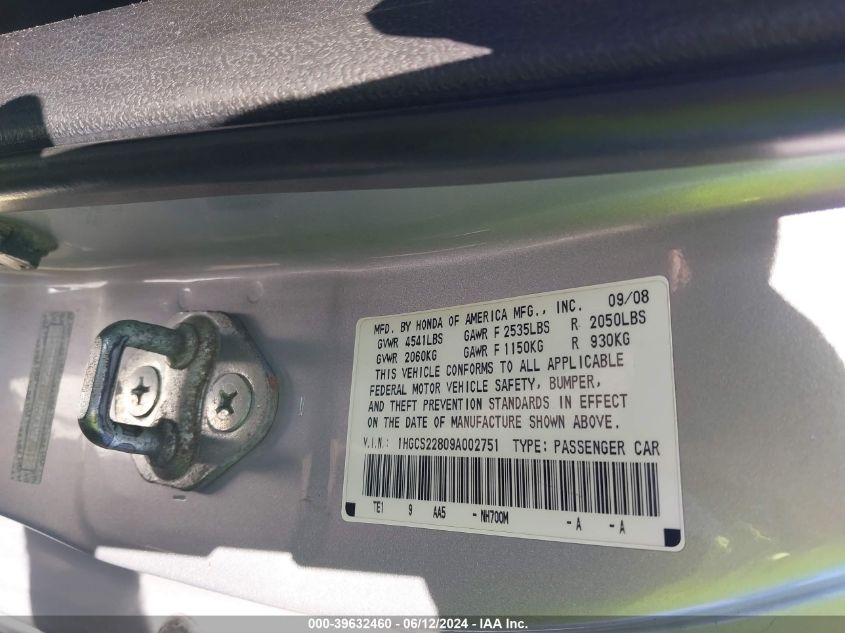 MFD. BY HONDA OF AMERICA MFG., INC. 09/08
GVWR 4541LBS GAWR F 2535LBS R 2050LBS
GVWR 2060KG GAWR F 1150KG R 930KG
THIS VEHICLE CONFORMS TO ALL APPLICABLE
FEDERAL MOTOR VEHICLE SAFETY, BUMPER,
AND THEFT PREVENTION STANDARDS IN EFFECT
ON THE DATE OF MANUFACTURE SHOWN ABOVE.
V.I.N.: 1HGCS22809A002751 TYPE: PASSENGER CAR
TE1 9 AA5 - NH700M - A - A
000-39632460 - 06/12/2024 - IAA Inc.